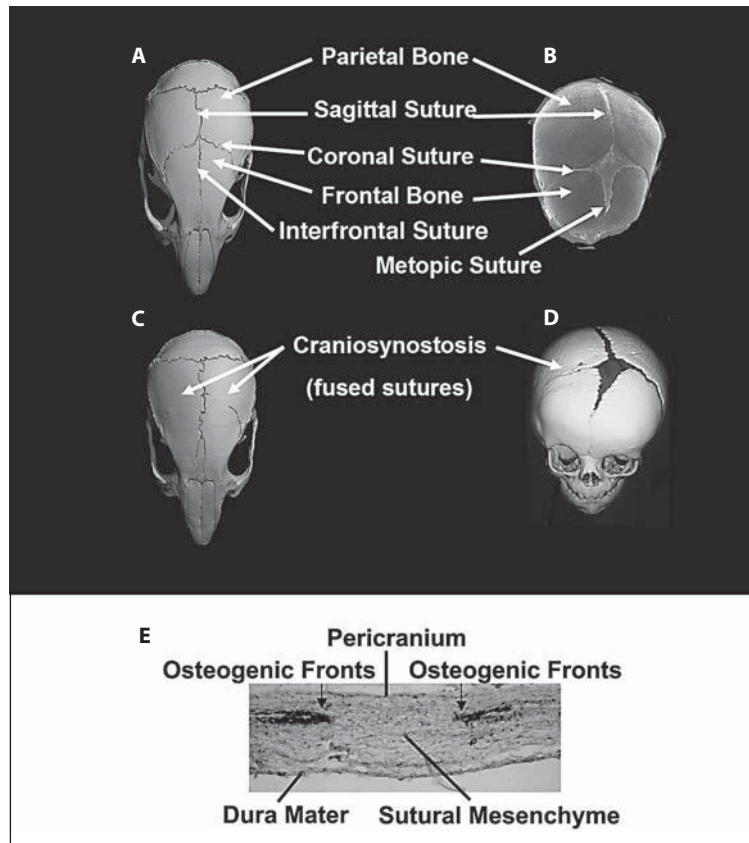 A
B
Parietal Bone
Sagittal Suture
Coronal Suture
Frontal Bone
Interfrontal Suture
Metopic Suture
C
D
Craniosynostosis
(fused sutures)
E
Pericranium
Osteogenic Fronts Osteogenic Fronts
Dura Mater Sutural Mesenchyme